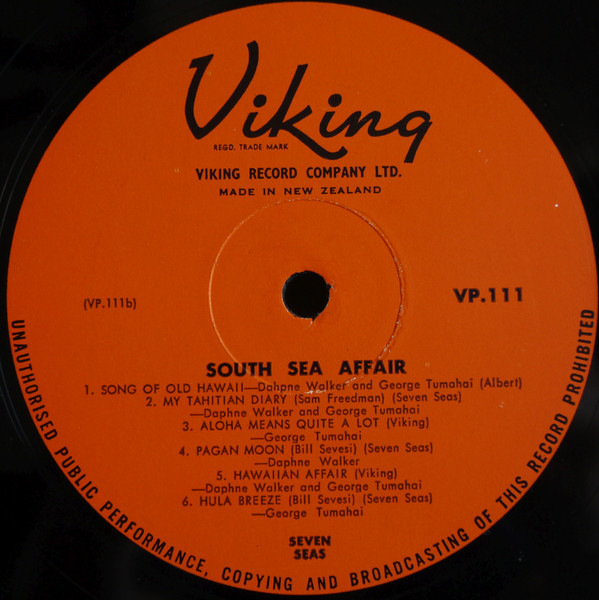 Viking
REGD. TRADE MARK
VIKING RECORD COMPANY LTD.
MADE IN NEW ZEALAND
(VP.111b)
VP.111
SOUTH SEA AFFAIR
1. SONG OF OLD HAWAII—Dahpne Walker and George Tumahai (Albert)
2. MY TAHITIAN DIARY (Sam Freedman) (Seven Seas)
—Daphne Walker and George Tumahai
3. ALOHA MEANS QUITE A LOT (Viking)
—George Tumahai
4. PAGAN MOON (Bill Sevesi) (Seven Seas)
—Daphne Walker
5. HAWAIIAN AFFAIR (Viking)
—Daphne Walker and George Tumahai
6. HULA BREEZE (Bill Sevesi) (Seven Seas)
—George Tumahai
SEVEN
SEAS
UNAUTHORISED PUBLIC PERFORMANCE, COPYING AND BROADCASTING OF THIS RECORD PROHIBITED